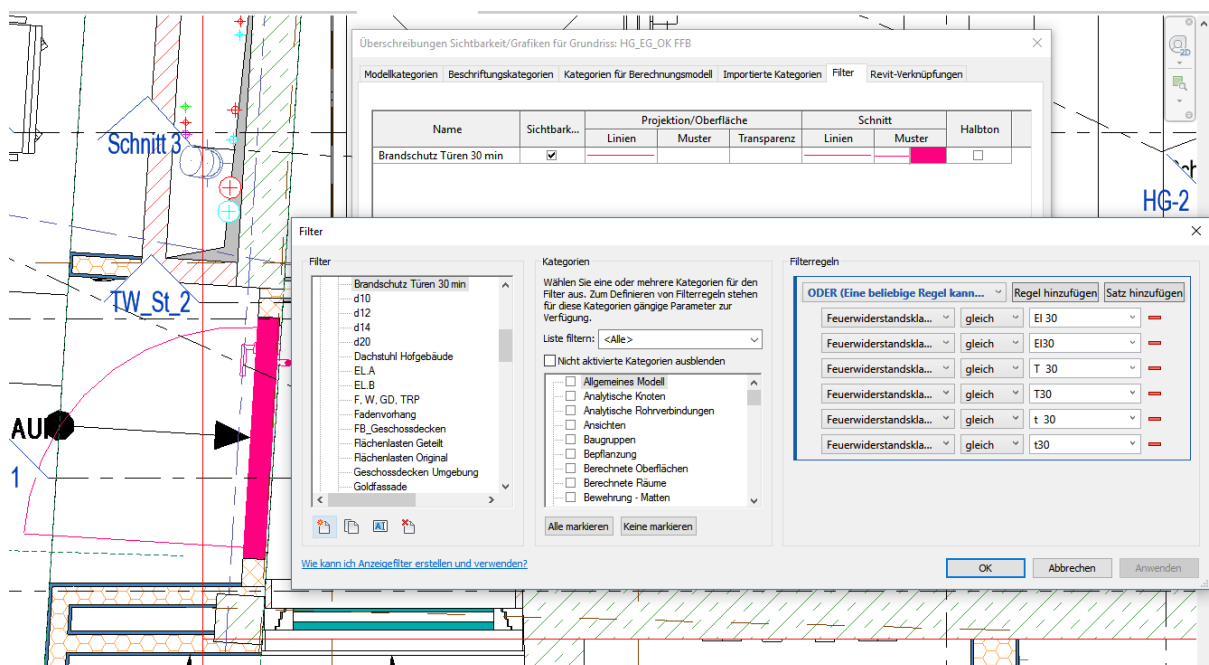 Überschreibungen Sichtbarkeit/Grafiken für Grundriss: HG_EG_OK FFB
Modellkategorien Beschriftungskategorien Kategorien für Berechnungsmodell Importierte Kategorien Filter Revit-Verknüpfungen
Name Sichtbark... Projektion/Oberfläche Schnitt Halbton
Linien Muster Transparenz Linien Muster
Brandschutz Türen 30 min
2D
Schnitt 3
HG-2
TW_St_2
1
Filter
Filter
Brandschutz Türen 30 min
d10
d12
d14
d20
Dachstuhl Hofgebäude
EL.A
EL.B
F, W, GD, TRP
Fadenvorhang
FB_Geschossdecken
Flächenlasten Geteilt
Flächenlasten Original
Geschossdecken Umgebung
Goldfassade
Wie kann ich Anzeigefilter erstellen und verwenden?
Kategorien
Wählen Sie eine oder mehrere Kategorien für den
Filter aus. Zum Definieren von Filterregeln stehen
für diese Kategorien gängige Parameter zur
Verfügung.
Liste filtern: <Alle>
Nicht aktivierte Kategorien ausblenden
Allgemeines Modell
Analytische Knoten
Analytische Rohrverbindungen
Ansichten
Baugruppen
Bepflanzung
Berechnete Oberflächen
Berechnete Räume
Bewehrung - Matten
Alle markieren Keine markieren
Filterregeln
ODER (Eine beliebige Regel kann... Regel hinzufügen Satz hinzufügen
Feuerwiderstandskla... gleich EI 30
Feuerwiderstandskla... gleich EI30
Feuerwiderstandskla... gleich T 30
Feuerwiderstandskla... gleich T30
Feuerwiderstandskla... gleich t 30
Feuerwiderstandskla... gleich t30
OK Abbrechen Anwenden